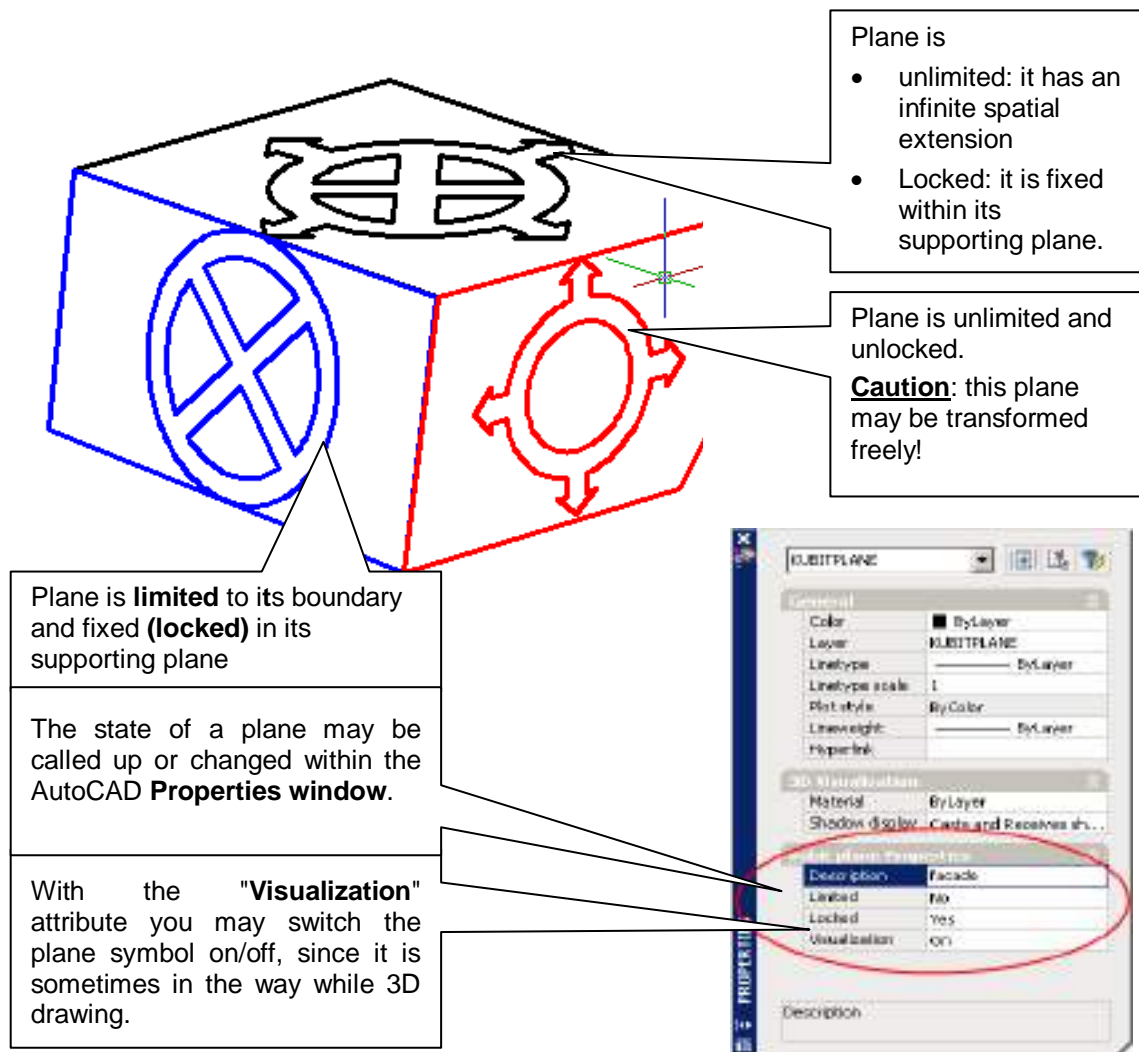 Plane is
• unlimited: it has an
infinite spatial
extension
• Locked: it is fixed
within its
supporting plane.
Plane is unlimited and
unlocked.
Caution: this plane
may be transformed
freely!
Plane is limited to its boundary
and fixed (locked) in its
supporting plane
The state of a plane may be
called up or changed within the
AutoCAD Properties window.
With the "Visualization"
attribute you may switch the
plane symbol on/off, since it is
sometimes in the way while 3D
drawing.
KUBITPLANE
General
Color ByLayer
Layer KUBITPLANE
Linetype ByLayer
Linetype scale 1
Plot style ByColor
Lineweight ByLayer
Hyperlink
3D Visualization
Material ByLayer
Shadow display Casts and Receives sh...
plane Properties
Description Facade
Limited No
Locked Yes
Visualization On
Description
PROPERTIES